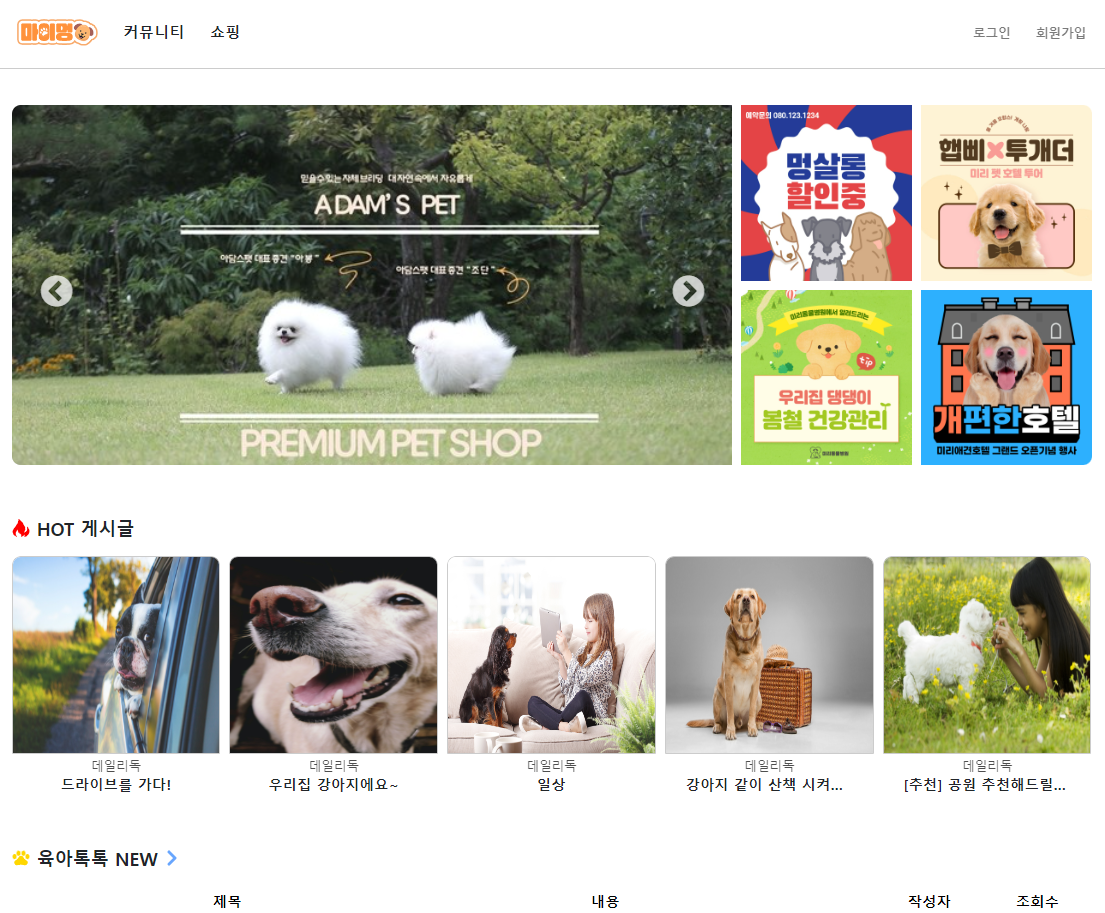 마이멍
커뮤니티
쇼핑
로그인
회원가입
믿을수있는 자체브리딩 대자연속에서 자유롭게
A DAM'S PET
아담스펫 대표 종견 "아봉"
아담스펫 대표 종견 "조단"
PREMIUM PET SHOP
예약문의 080.123.1234
멍살롱
할인중
햅삐×투개더
미리 펫 호텔 투어
미리동물병원에서 알려드리는
tip
우리집 댕댕이
봄철 건강관리
미리동물병원
개편한호텔
미리애견호텔 그랜드 오픈기념 행사
HOT 게시글
데일리독
드라이브를 가다!
데일리독
우리집 강아지에요~
데일리독
일상
데일리독
강아지 같이 산책 시켜...
데일리독
[추천] 공원 추천해드릴...
육아톡톡 NEW
제목
내용
작성자
조회수